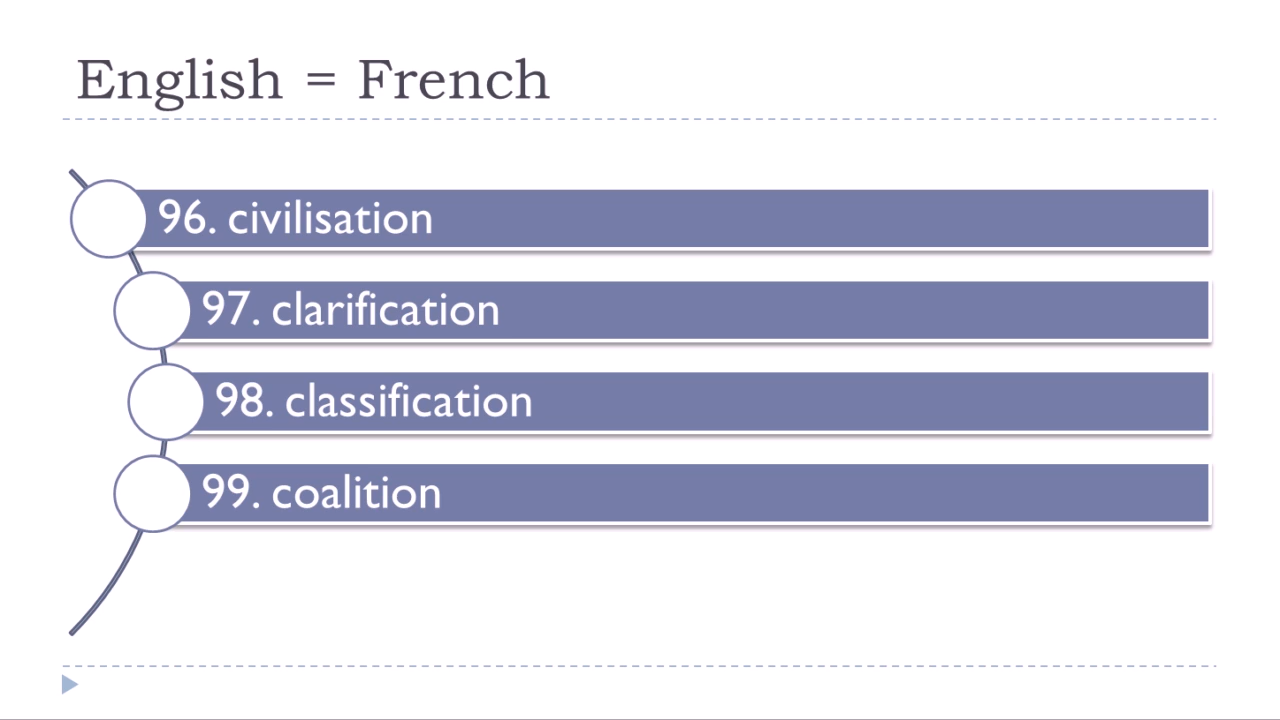 English = French
96. civilisation
97. clarification
98. classification
99. coalition